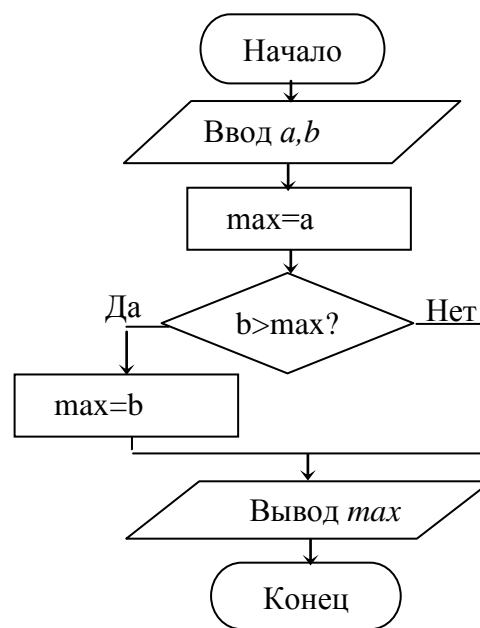 Начало
Ввод a,b
max=a
Да
b>max?
Нет
max=b
Вывод max
Конец